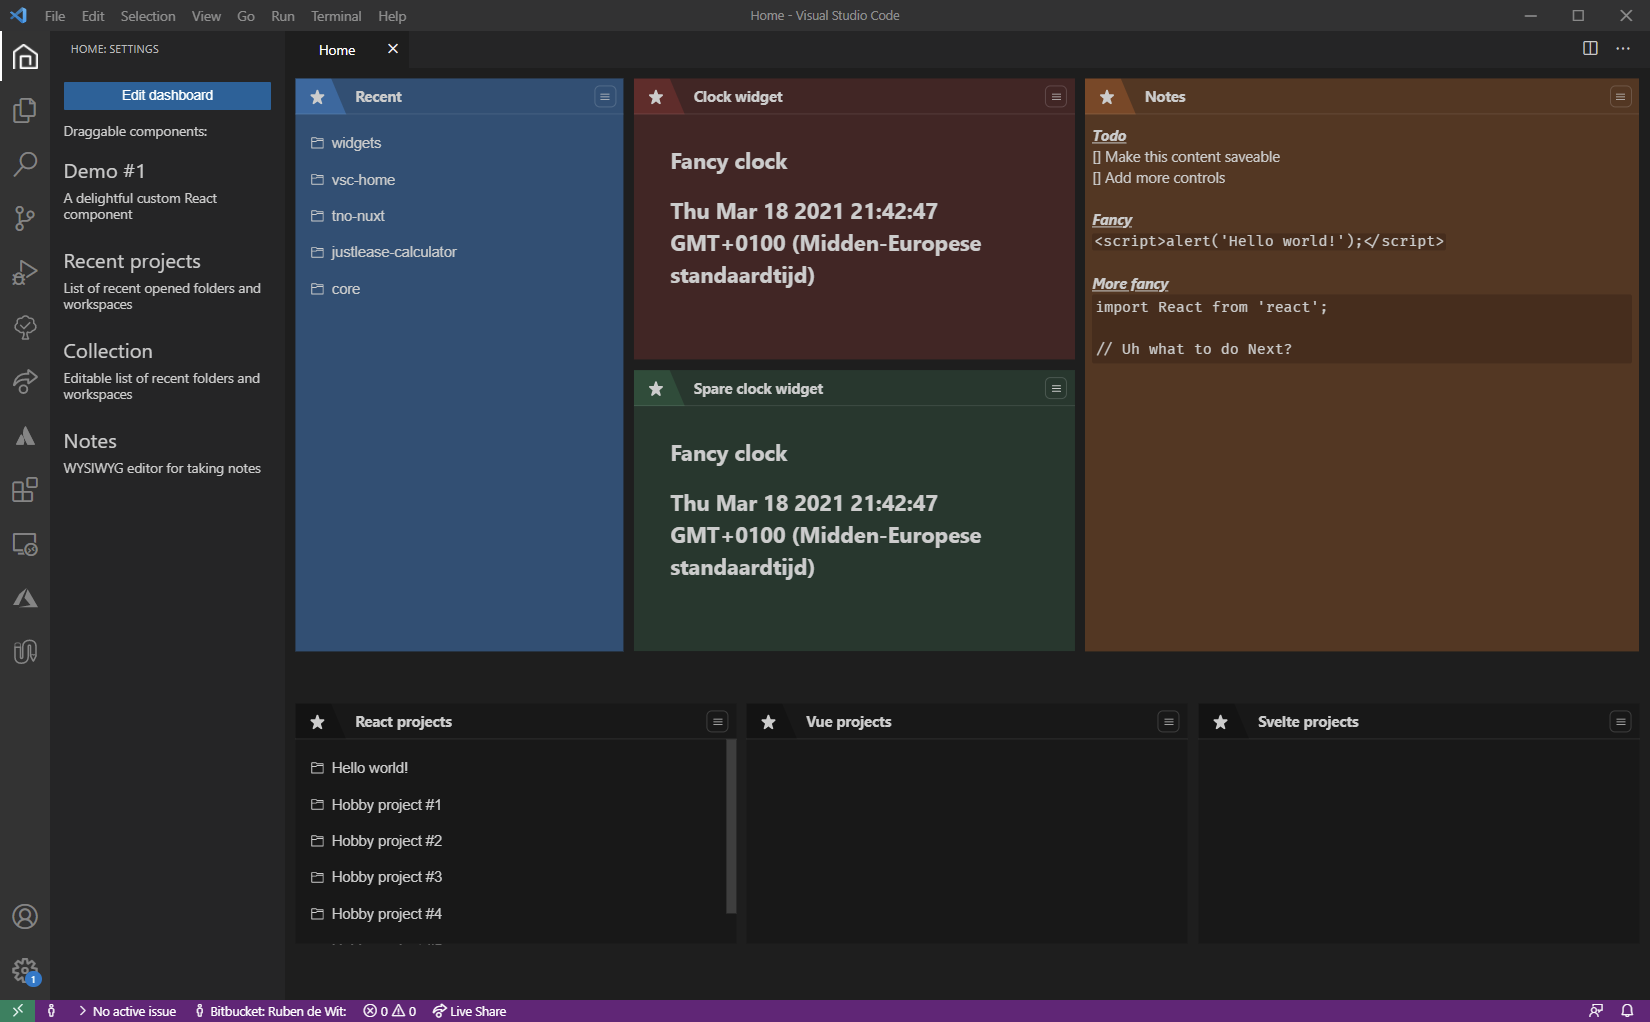 File Edit Selection View Go Run Terminal Help
Home - Visual Studio Code
HOME: SETTINGS
Edit dashboard
Draggable components:
Demo #1
A delightful custom React
component
Recent projects
List of recent opened folders and
workspaces
Collection
Editable list of recent folders and
workspaces
Notes
WYSIWYG editor for taking notes
Home
Recent
widgets
vsc-home
tno-nuxt
justlease-calculator
core
Clock widget
Fancy clock
Thu Mar 18 2021 21:42:47
GMT+0100 (Midden-Europese
standaardtijd)
Spare clock widget
Fancy clock
Thu Mar 18 2021 21:42:47
GMT+0100 (Midden-Europese
standaardtijd)
Notes
Todo
[] Make this content saveable
[] Add more controls
Fancy
<script>alert('Hello world!');</script>
More fancy
import React from 'react';
// Uh what to do Next?
React projects
Hello world!
Hobby project #1
Hobby project #2
Hobby project #3
Hobby project #4
Vue projects
Svelte projects
1
No active issue
Bitbucket: Ruben de Wit:
0 0
Live Share